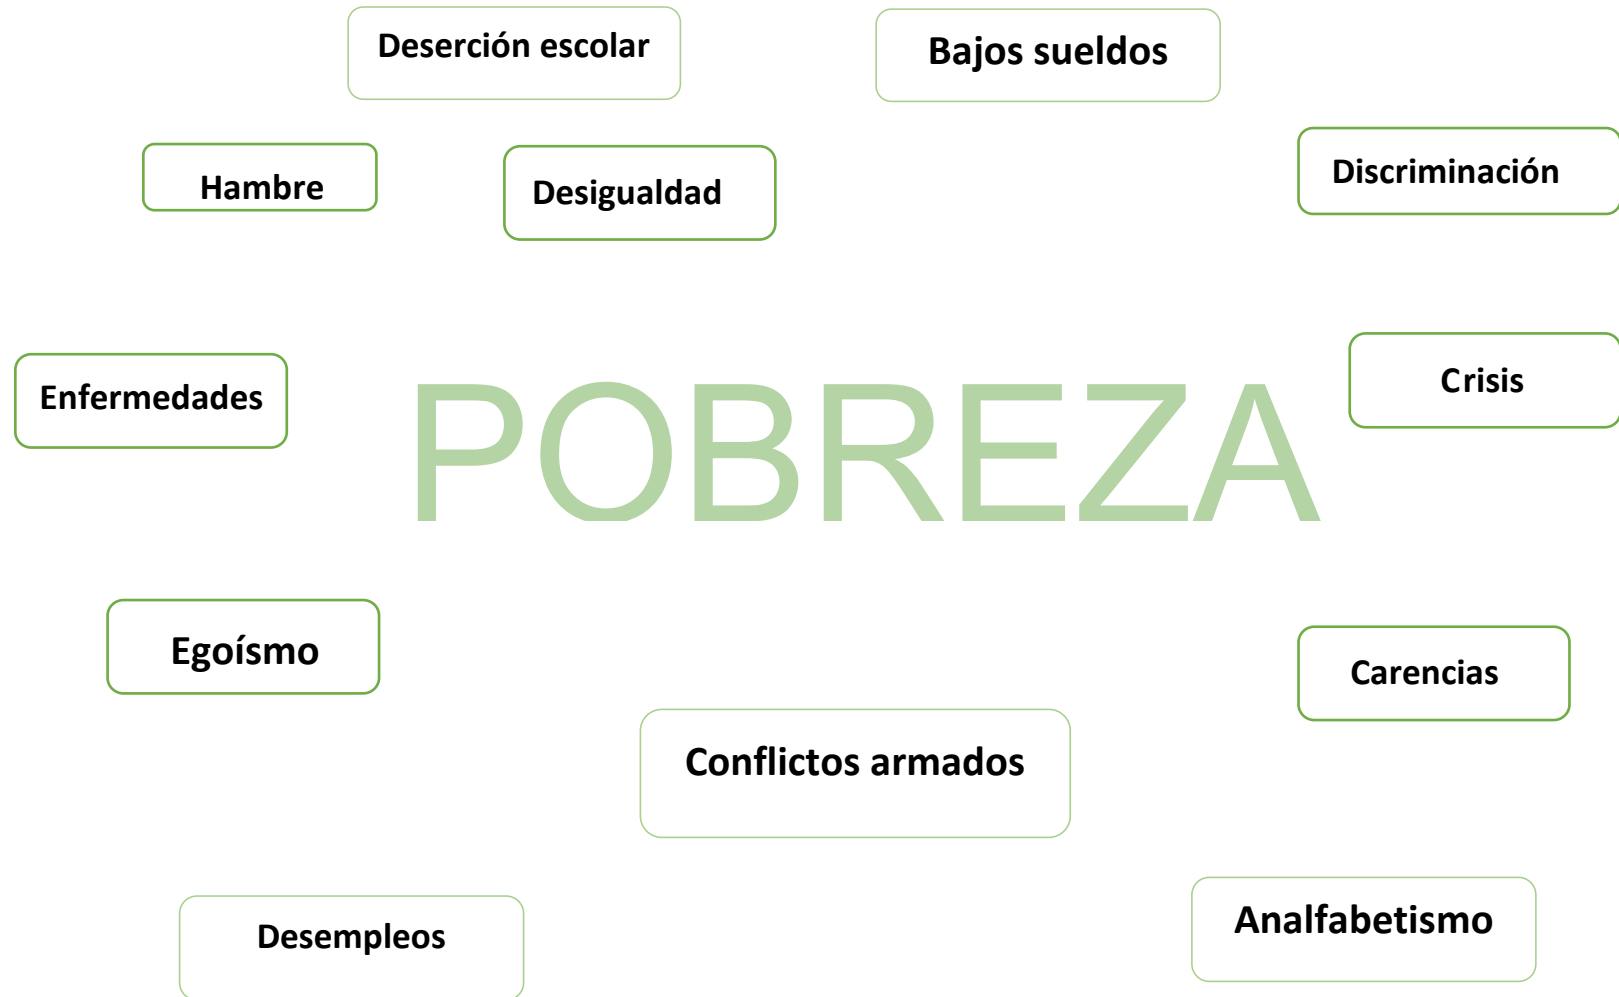 Deserción escolar
Bajos sueldos
Hambre
Desigualdad
Discriminación
Enfermedades
POBREZA
Crisis
Egoísmo
Carencias
Conflictos armados
Desempleos
Analfabetismo